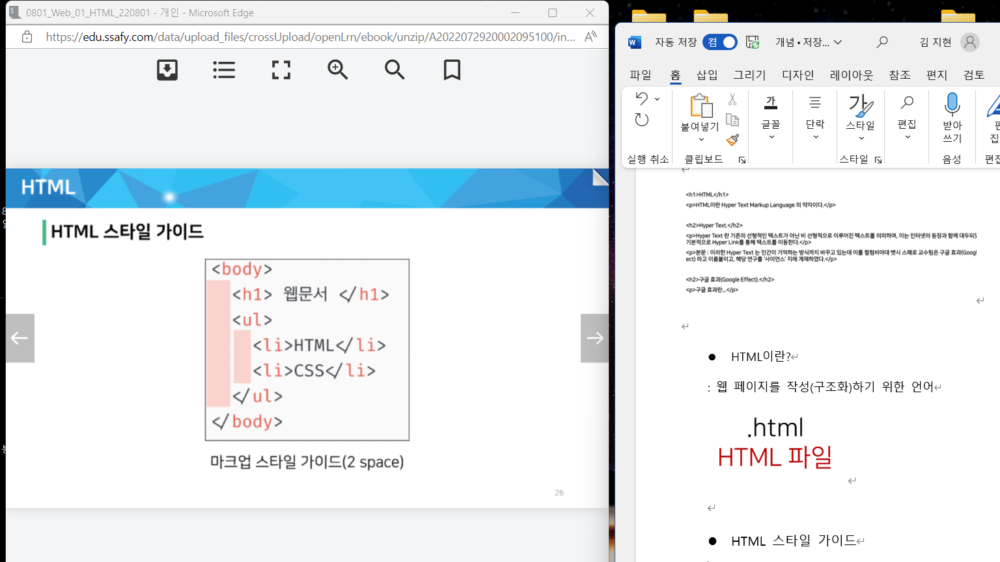 0801_Web_01_HTML_220801 - 개인 - Microsoft Edge
https://edu.ssafy.com/data/upload_files/crossUpload/openLrn/ebook/unzip/A2022072920002095100/in...
HTML
HTML 스타일 가이드
<body>
<h1> 웹문서 </h1>
<ul>
<li>HTML</li>
<li>CSS</li>
</ul>
</body>
마크업 스타일 가이드(2 space)
26
자동 저장 켬 개념 • 저장... 김 지현
파일 홈 삽입 그리기 디자인 레이아웃 참조 편지 검토
붙여넣기 글꼴 단락 스타일 편집 받아쓰기
실행 취소 클립보드 스타일 음성
<h1>HTML</h1>
<p>HTML이란 Hyper Text Markup Language 의 약자이다.</p>
<h2>Hyper Text.</h2>
<p>Hyper Text 란 기존의 선형적인 텍스트가 아닌 비 선형적으로 이루어진 텍스트를 의미하며, 이는 인터넷의 등장과 함께 대두되
기본적으로 Hyper Link를 통해 텍스트를 이동한다.</p>
<p>본문 : 이러한 Hyper Text 는 인간이 기억하는 방식까지 바꾸고 있는데 이를 컬럼비아대 벳시 스패로 교수팀은 구글 효과(Googl
ect) 라고 이름붙이고, 해당 연구를 '사이언스' 지에 게재하였다.</p>
<h2>구글 효과(Google Effect).</h2>
<p>구글 효과란...</p>
● HTML이란?
: 웹 페이지를 작성(구조화)하기 위한 언어
.html
HTML 파일
● HTML 스타일 가이드